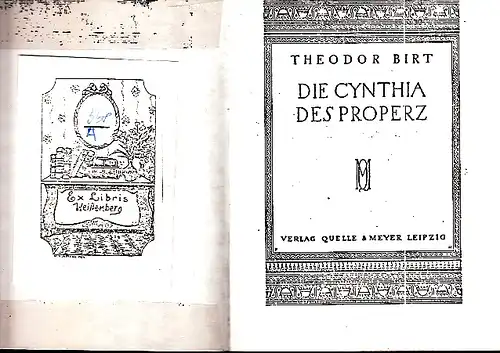 Ex Libris
Weißenberg
THEODOR BIRT
DIE CYNTHIA
DES PROPERZ
VERLAG QUELLE & MEYER LEIPZIG